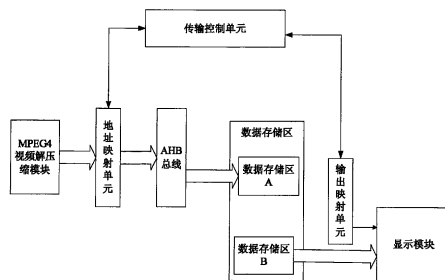 传输控制单元
MPEG4
视频解压
缩模块
地址映射单元
AHB
总线
数据存储区
数据存储区
A
数据存储区
B
输出映射单元
显示模块